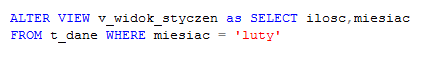 ALTER VIEW v_widok_styczen as SELECT ilosc,miesiac
FROM t_dane WHERE miesiac = 'luty'